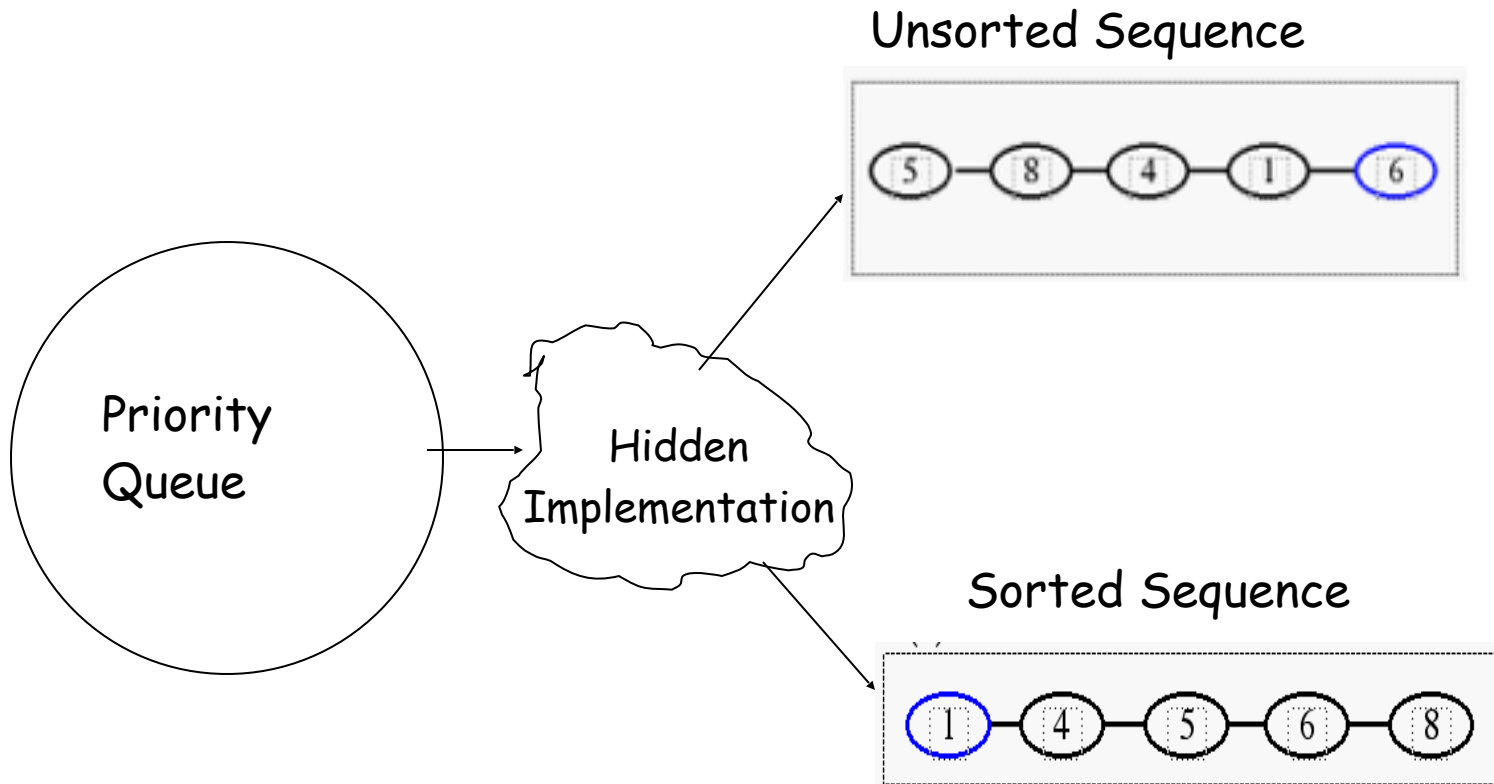 Unsorted Sequence
5 8 4 1 6
Priority
Queue
Hidden
Implementation
Sorted Sequence
1 4 5 6 8